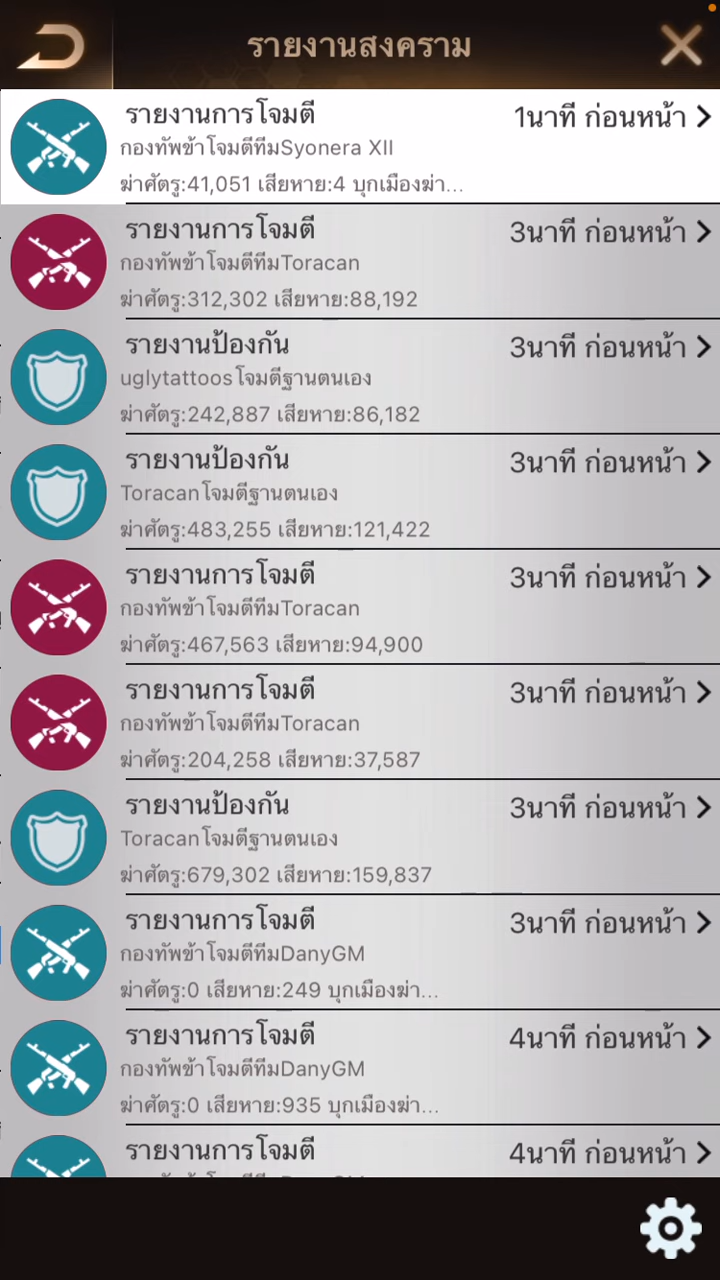 รายงานสงคราม
รายงานการโจมตี
1นาที ก่อนหน้า
กองทัพข้าโจมตีทีมSyonera XII
ฆ่าศัตรู:41,051 เสียหาย:4 บุกเมืองฆ่า...
รายงานการโจมตี
3นาที ก่อนหน้า
กองทัพข้าโจมตีทีมToracan
ฆ่าศัตรู:312,302 เสียหาย:88,192
รายงานป้องกัน
3นาที ก่อนหน้า
uglytattoosโจมตีฐานตนเอง
ฆ่าศัตรู:242,887 เสียหาย:86,182
รายงานป้องกัน
3นาที ก่อนหน้า
Toracanโจมตีฐานตนเอง
ฆ่าศัตรู:483,255 เสียหาย:121,422
รายงานการโจมตี
3นาที ก่อนหน้า
กองทัพข้าโจมตีทีมToracan
ฆ่าศัตรู:467,563 เสียหาย:94,900
รายงานการโจมตี
3นาที ก่อนหน้า
กองทัพข้าโจมตีทีมToracan
ฆ่าศัตรู:204,258 เสียหาย:37,587
รายงานป้องกัน
3นาที ก่อนหน้า
Toracanโจมตีฐานตนเอง
ฆ่าศัตรู:679,302 เสียหาย:159,837
รายงานการโจมตี
3นาที ก่อนหน้า
กองทัพข้าโจมตีทีมDanyGM
ฆ่าศัตรู:0 เสียหาย:249 บุกเมืองฆ่า...
รายงานการโจมตี
4นาที ก่อนหน้า
กองทัพข้าโจมตีทีมDanyGM
ฆ่าศัตรู:0 เสียหาย:935 บุกเมืองฆ่า...
รายงานการโจมตี
4นาที ก่อนหน้า